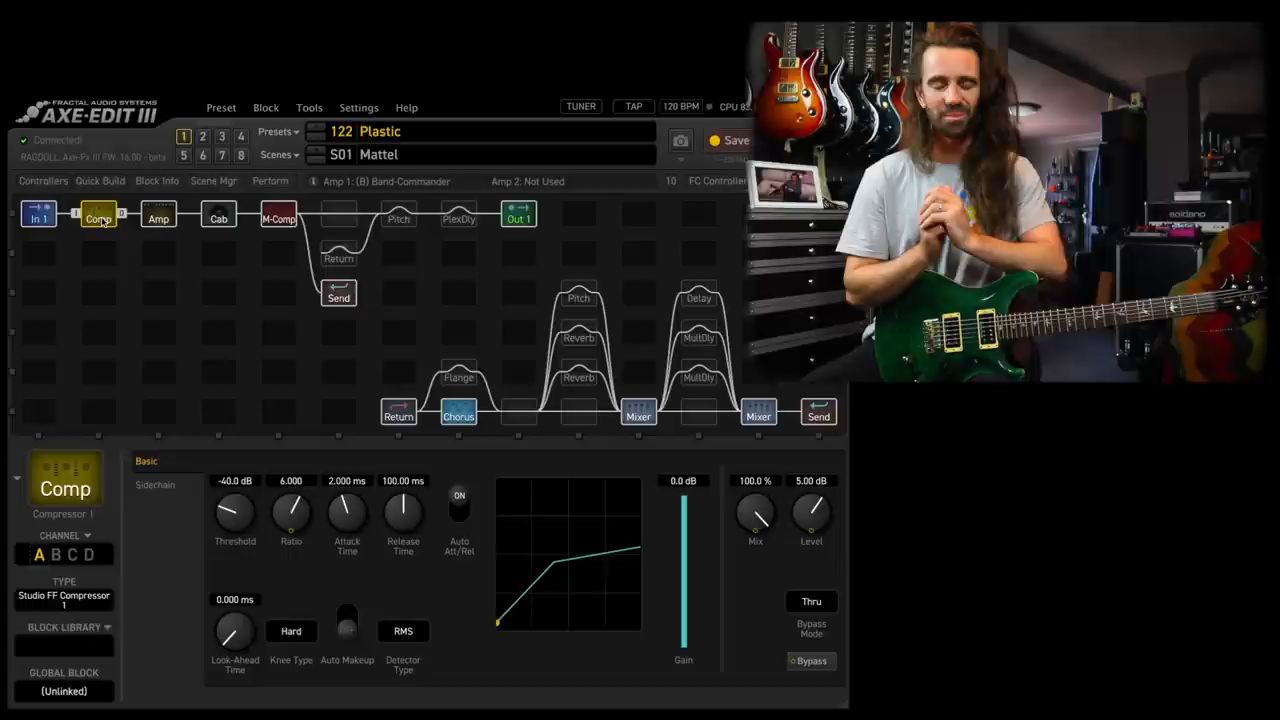 FRACTAL AUDIO SYSTEMS
AXE-EDIT III
Preset Block Tools Settings Help
TUNER TAP 120 BPM CPU 83.
Connected!
1 2 3 4
5 6 7 8
Presets
122 Plastic
Scenes
S01 Mattel
Save
Controllers Quick Build Block Info Scene Mgr Perform
Amp 1: (B) Band-Commander
Amp 2: Not Used
10 FC Controller
In 1 Comp Amp Cab M-Comp Pitch PlexDly Out 1
Return
Send Pitch Delay
Reverb MultDly
Flange Reverb MultDly
Return Chorus Mixer Mixer Send
soldano
Comp
Compressor 1
CHANNEL
A B C D
TYPE
Studio FF Compressor
1
BLOCK LIBRARY
GLOBAL BLOCK
(Unlinked)
Basic
Sidechain
-40.0 dB 6.000 2.000 ms 100.00 ms
ON
Threshold Ratio Attack Time Release Time Auto Att/Rel
0.000 ms
Hard
OFF
RMS
Look-Ahead Time Knee Type Auto Makeup Detector Type
0.0 dB
Gain
100.0 % 5.00 dB
Mix Level
Thru
Bypass Mode
Bypass